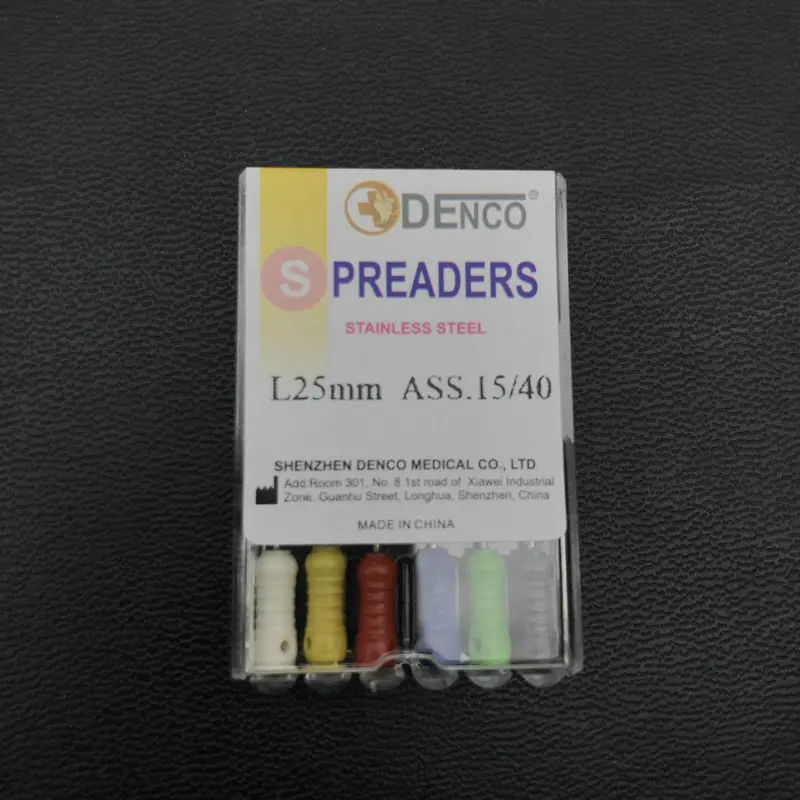 DENCO®
SPREADERS
STAINLESS STEEL
L25mm ASS.15/40
SHENZHEN DENCO MEDICAL CO., LTD
Add Room 301, No. 8 1st road of Xiawei Industrial
Zone, Guanhu Street, Longhua, Shenzhen, China
MADE IN CHINA